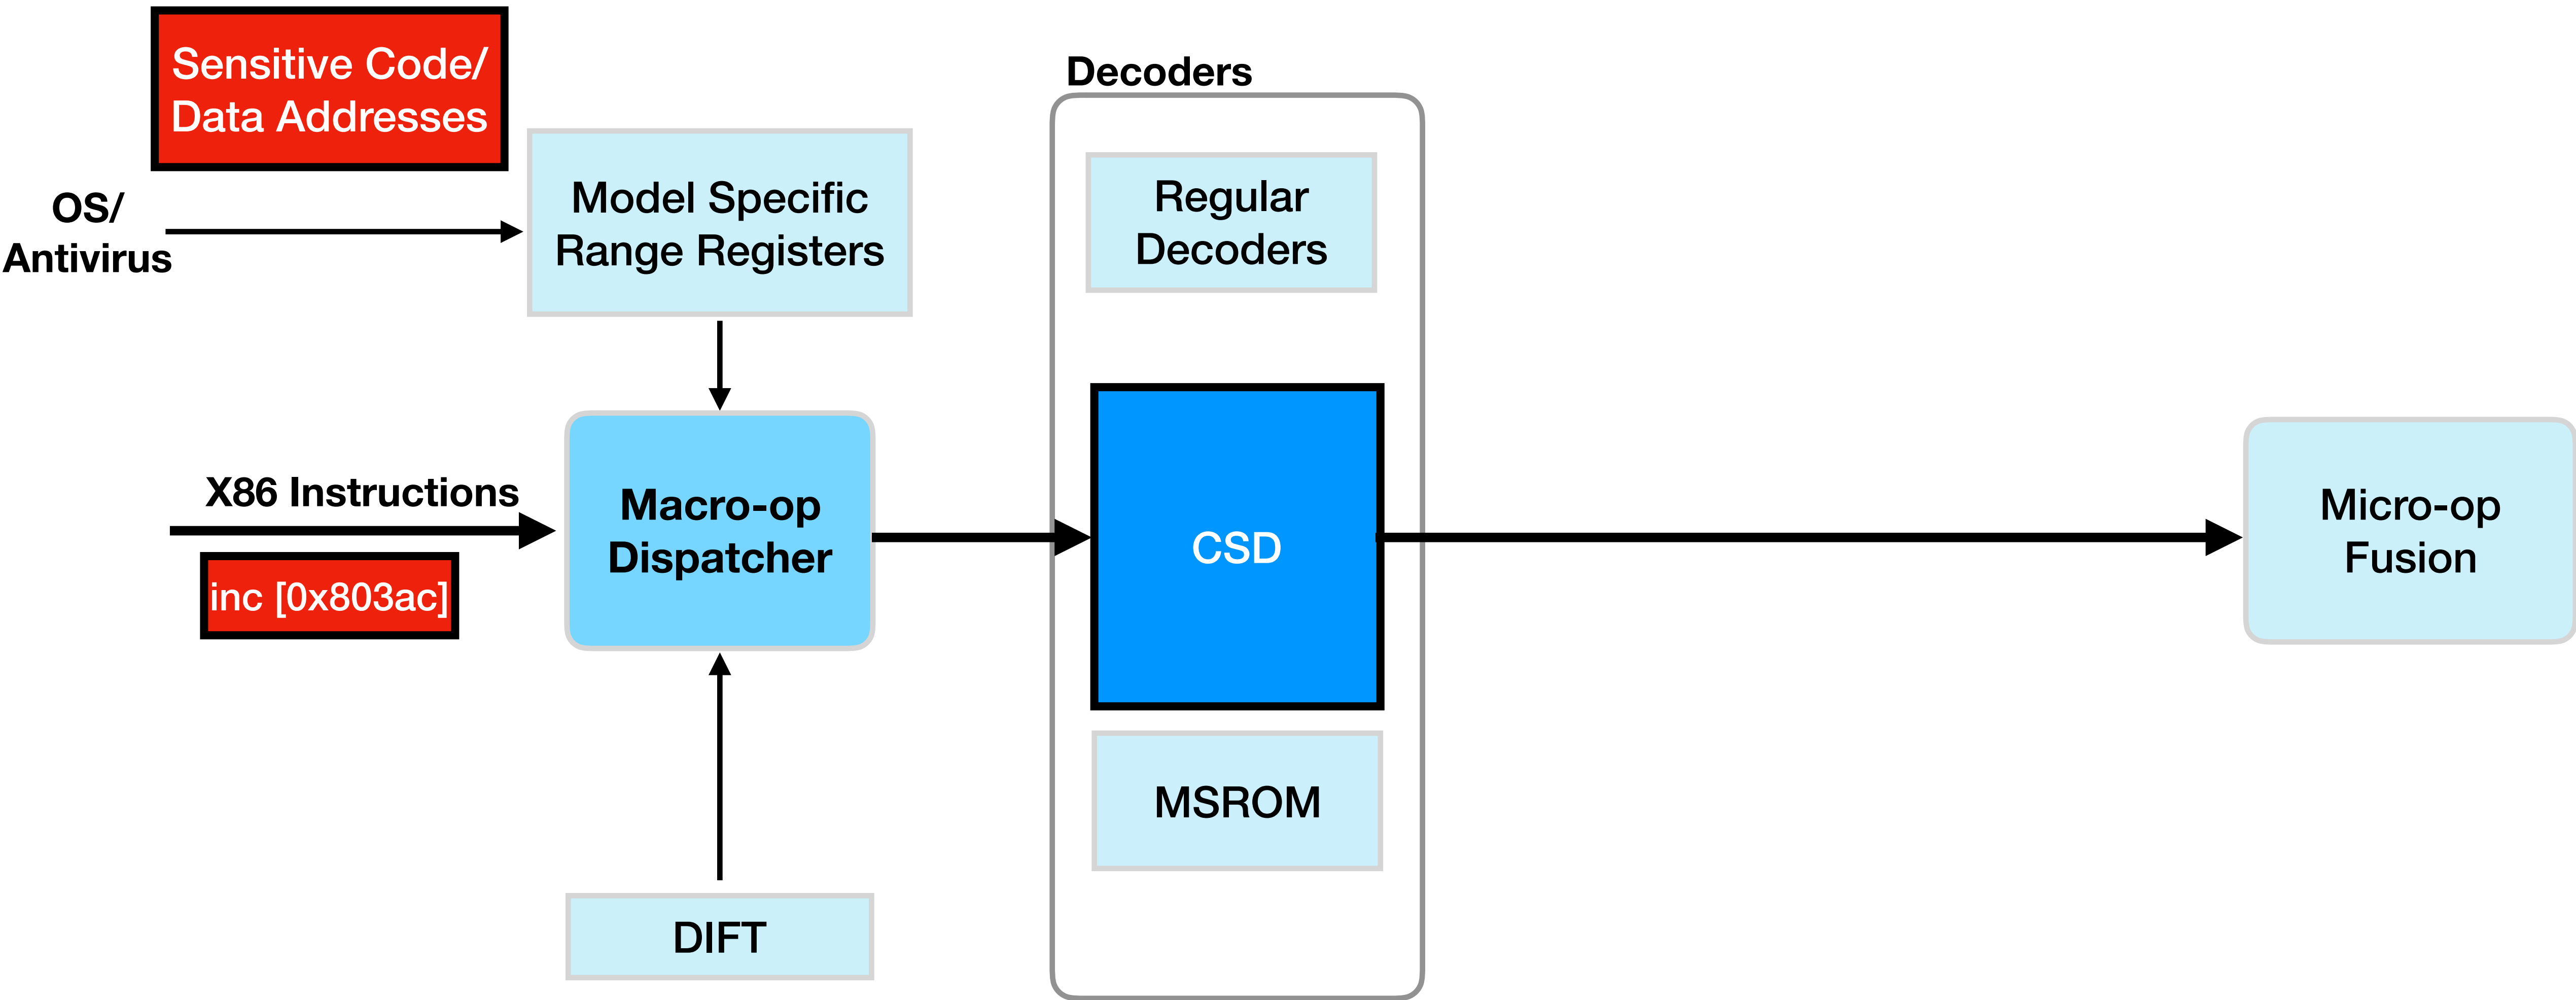 Sensitive Code/
Data Addresses
OS/
Antivirus
Model Specific
Range Registers
X86 Instructions
inc [0x803ac]
Macro-op
Dispatcher
DIFT
Decoders
Regular
Decoders
CSD
MSROM
Micro-op
Fusion